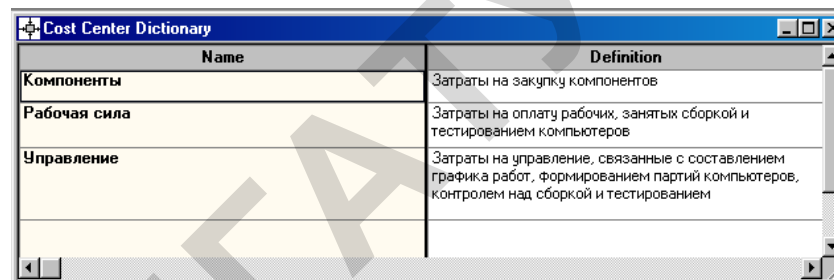 Cost Center Dictionary
Name Definition
Компоненты Затраты на закупку компонентов
Рабочая сила Затраты на оплату рабочих, занятых сборкой и
тестированием компьютеров
Управление Затраты на управление, связанные с составлением
графика работ, формированием партий компьютеров,
контролем над сборкой и тестированием